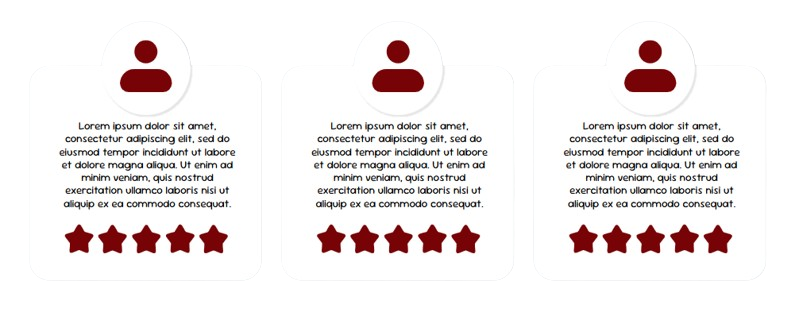 Lorem ipsum dolor sit amet,
consectetur adipiscing elit, sed do
eiusmod tempor incididunt ut labore
et dolore magna aliqua. Ut enim ad
minim veniam, quis nostrud
exercitation ullamco laboris nisi ut
aliquip ex ea commodo consequat.
Lorem ipsum dolor sit amet,
consectetur adipiscing elit, sed do
eiusmod tempor incididunt ut labore
et dolore magna aliqua. Ut enim ad
minim veniam, quis nostrud
exercitation ullamco laboris nisi ut
aliquip ex ea commodo consequat.
Lorem ipsum dolor sit amet,
consectetur adipiscing elit, sed do
eiusmod tempor incididunt ut labore
et dolore magna aliqua. Ut enim ad
minim veniam, quis nostrud
exercitation ullamco laboris nisi ut
aliquip ex ea commodo consequat.